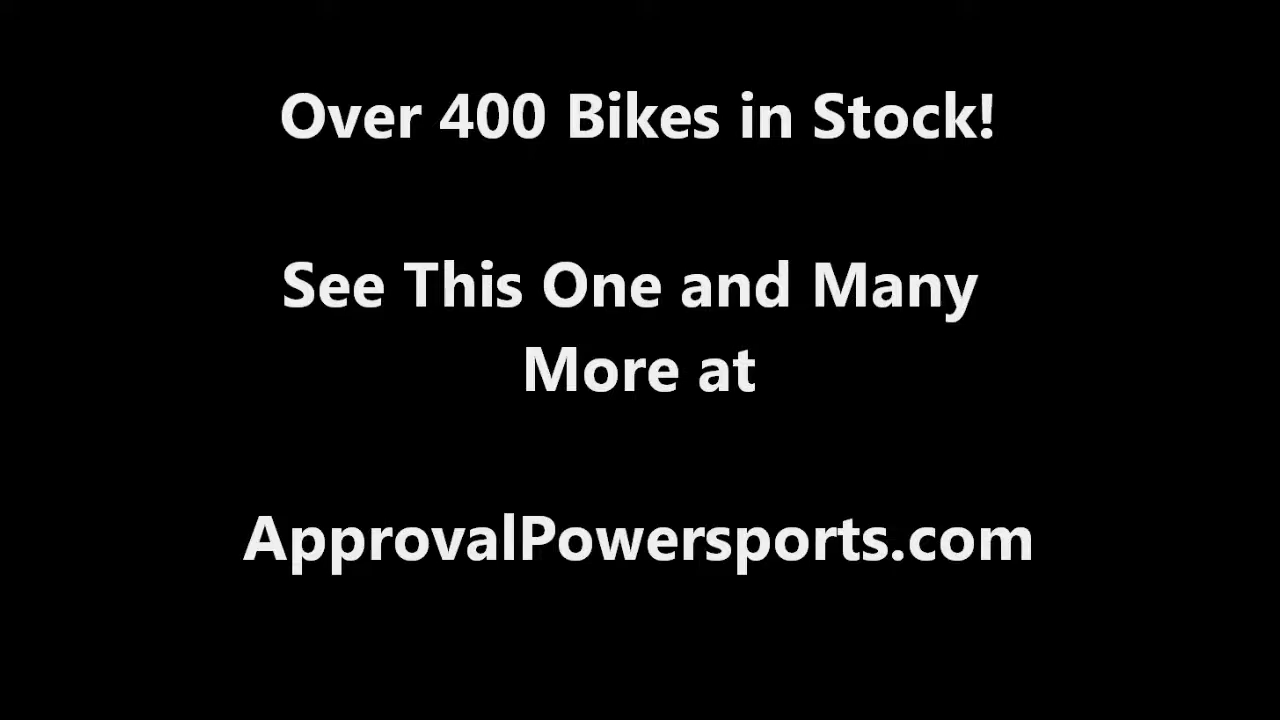 Over 400 Bikes in Stock!
See This One and Many
More at
ApprovalPowersports.com